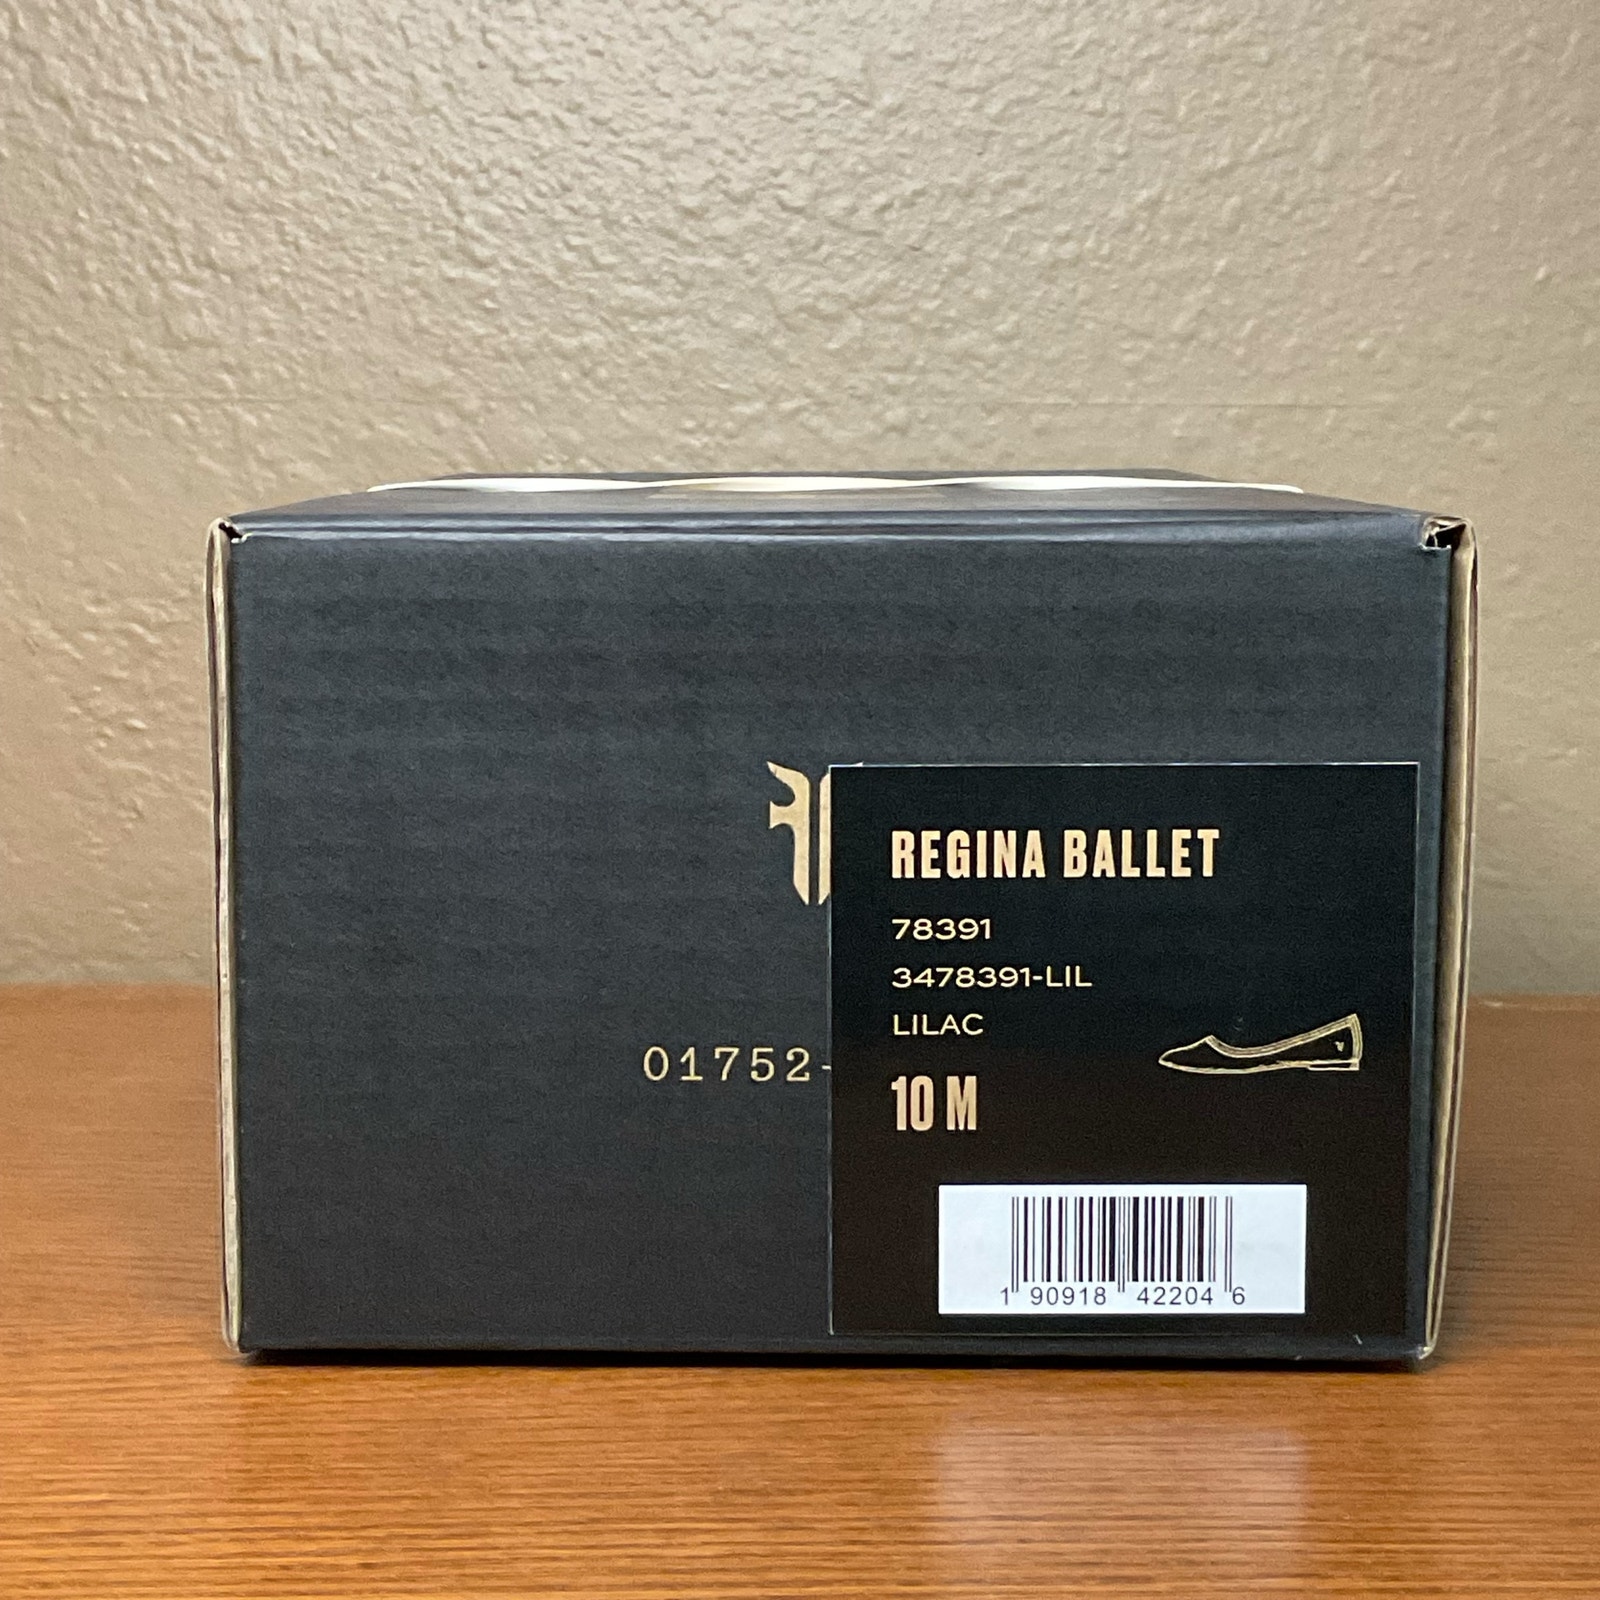 REGINA BALLET
78391
3478391-LIL
LILAC
01752-
10 M
1 90918 42204 6